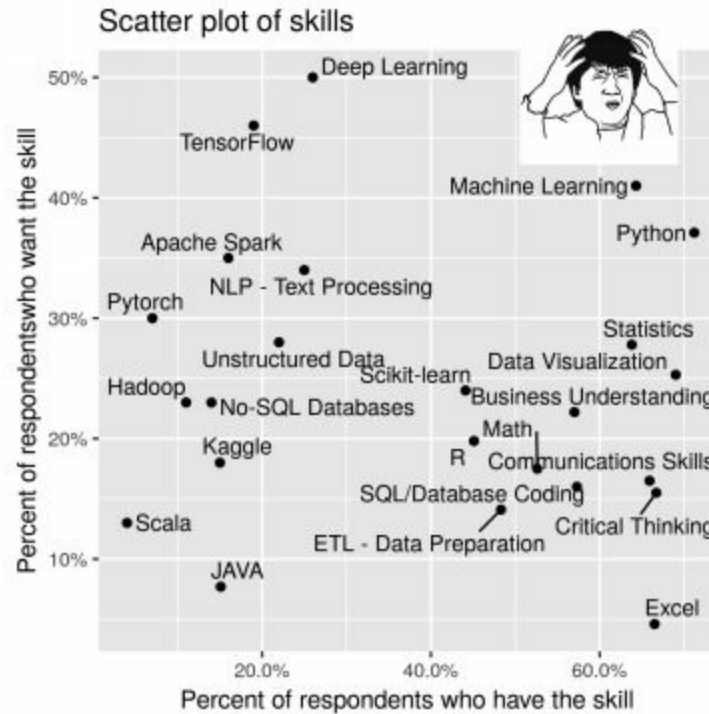 Scatter plot of skills
Percent of respondentswho want the skill
50%
40%
30%
20%
10%
Deep Learning
TensorFlow
Machine Learning
Python
Apache Spark
NLP - Text Processing
Pytorch
Statistics
Unstructured Data
Data Visualization
Scikit-learn
Hadoop
Business Understanding
No-SQL Databases
Math
Kaggle
R
Communications Skills
SQL/Database Coding
Scala
Critical Thinking
ETL - Data Preparation
JAVA
Excel
20.0%
40.0%
60.0%
Percent of respondents who have the skill